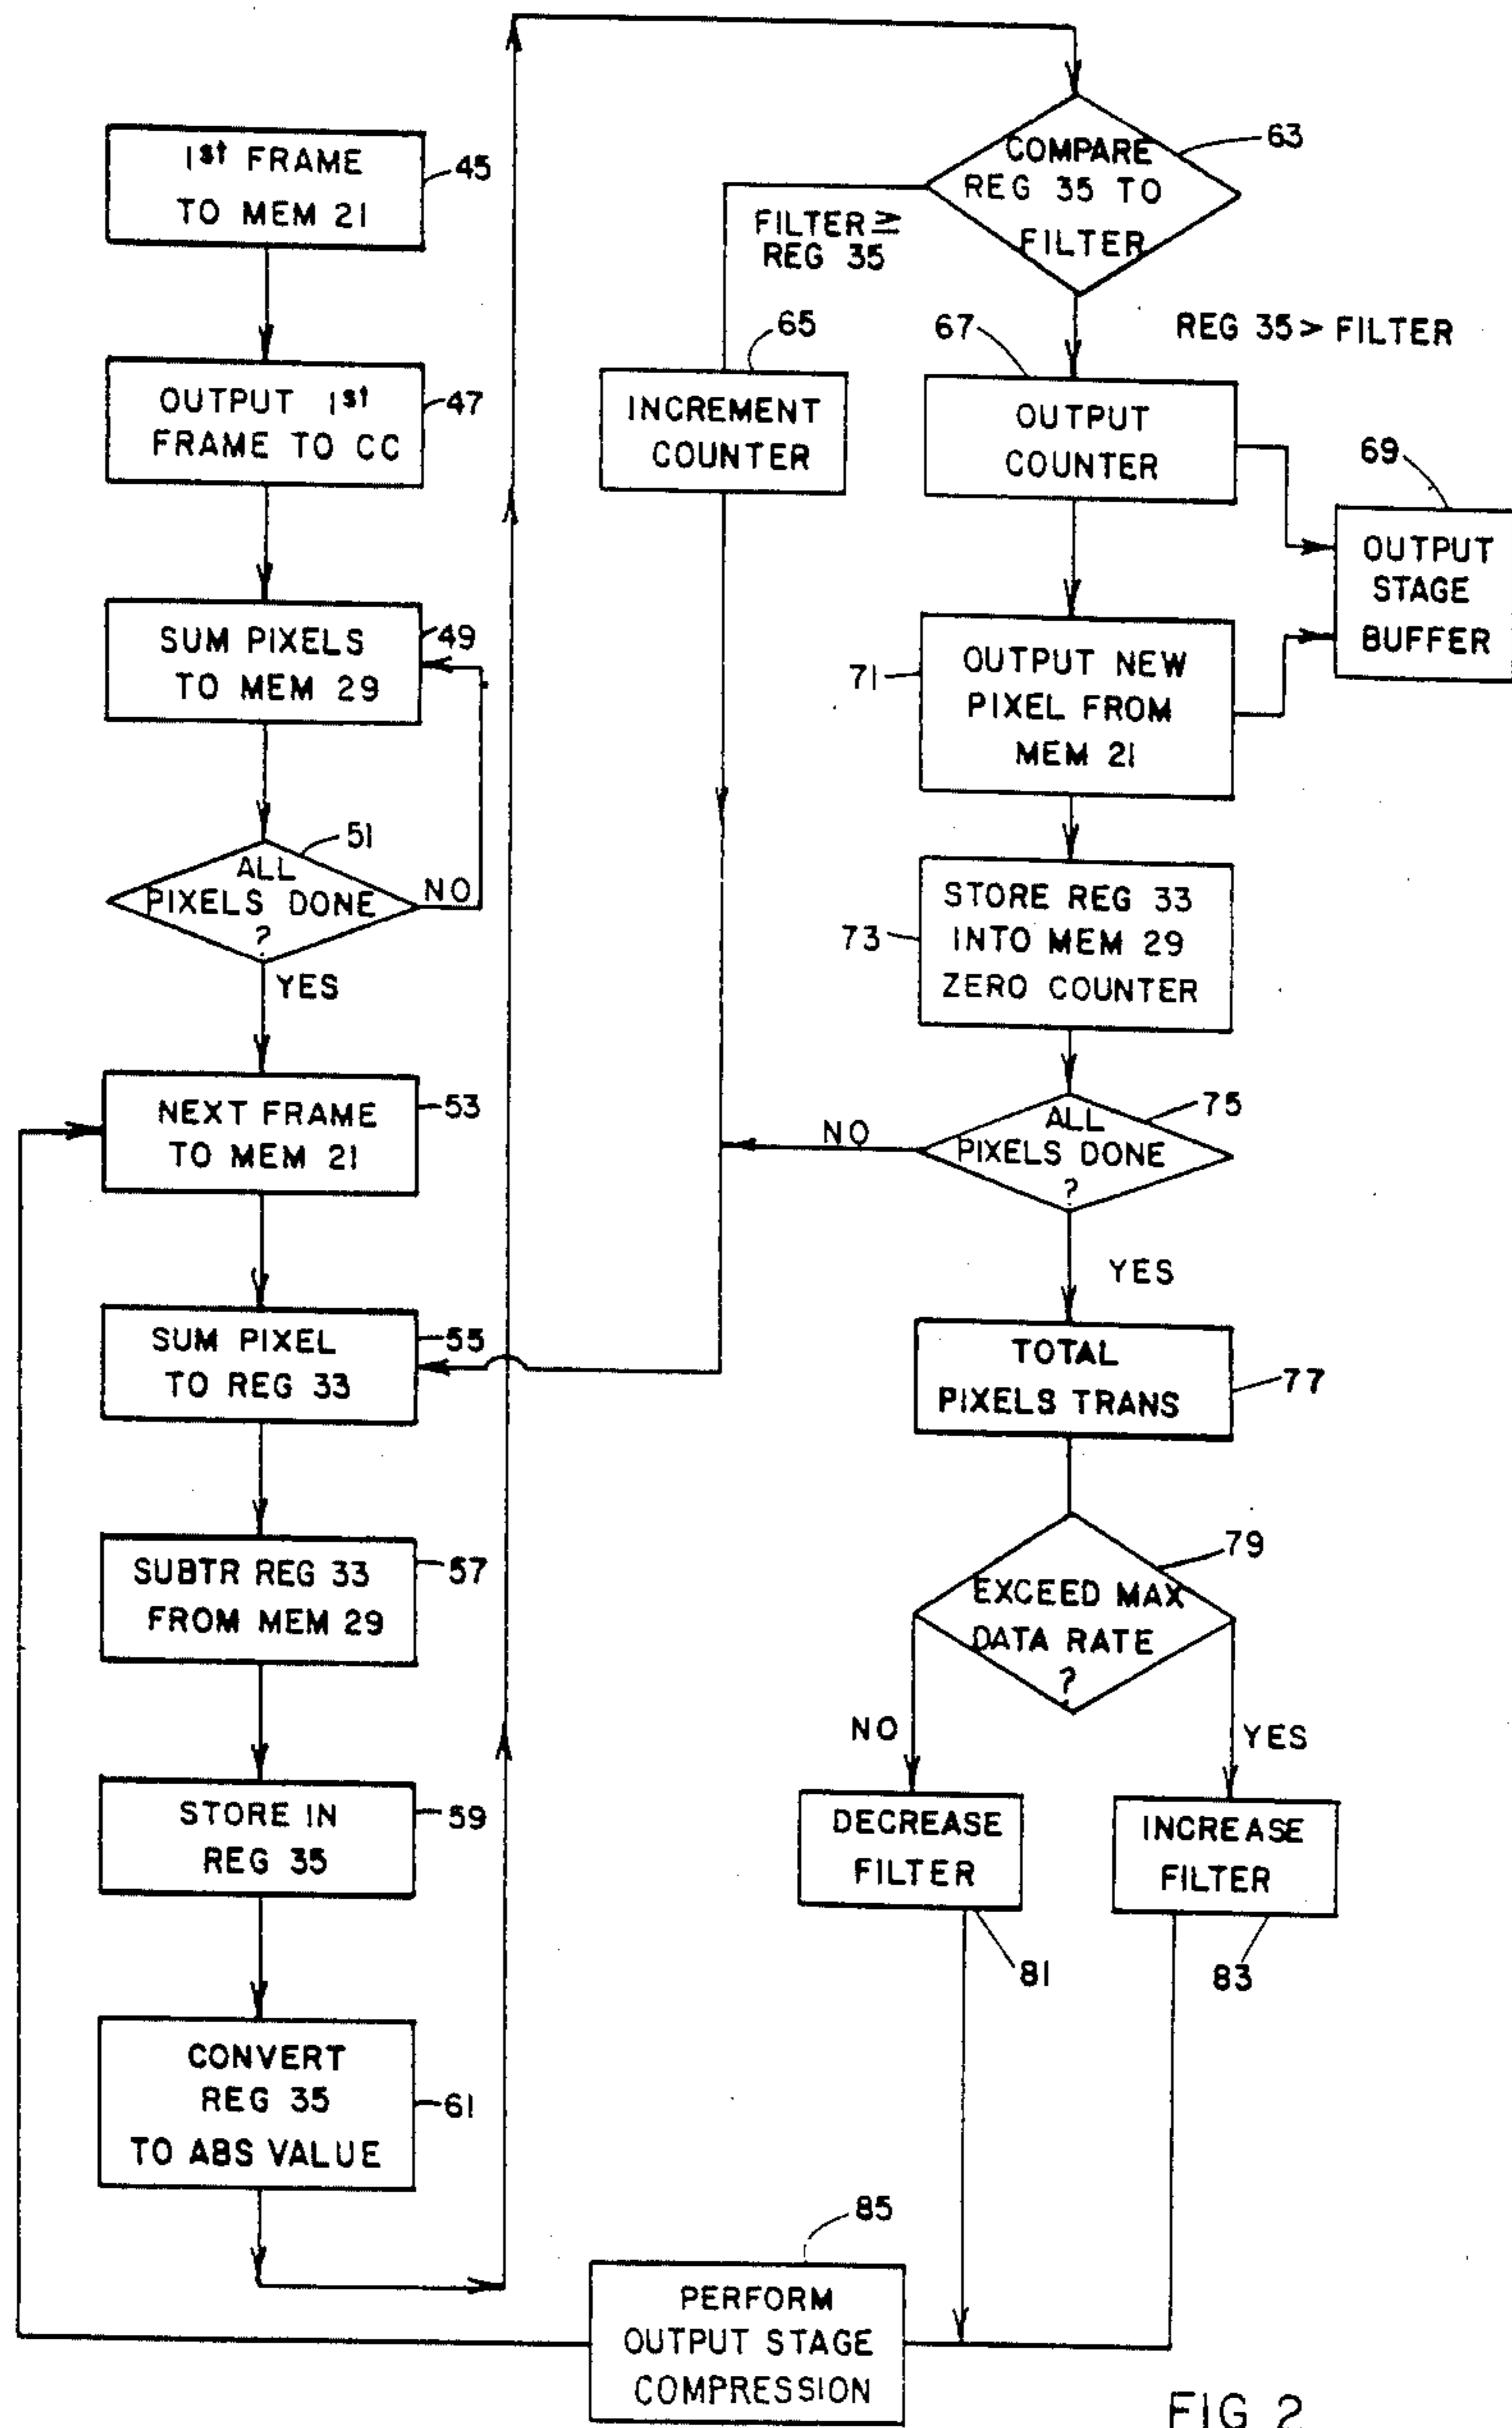 1st FRAME
TO MEM 21
45
OUTPUT 1st
FRAME TO CC
47
SUM PIXELS
TO MEM 29
49
ALL
PIXELS DONE
?
51
NO
YES
NEXT FRAME
TO MEM 21
53
SUM PIXEL
TO REG 33
55
SUBTR REG 33
FROM MEM 29
57
STORE IN
REG 35
59
CONVERT
REG 35
TO ABS VALUE
61
COMPARE
REG 35 TO
FILTER
63
FILTER ≥
REG 35
REG 35 > FILTER
65
INCREMENT
COUNTER
67
OUTPUT
COUNTER
69
OUTPUT
STAGE
BUFFER
71
OUTPUT NEW
PIXEL FROM
MEM 21
73
STORE REG 33
INTO MEM 29
ZERO COUNTER
75
ALL
PIXELS DONE
?
NO
YES
TOTAL
PIXELS TRANS
77
79
EXCEED MAX
DATA RATE
?
NO
YES
DECREASE
FILTER
81
INCREASE
FILTER
83
85
PERFORM
OUTPUT STAGE
COMPRESSION
FIG 2